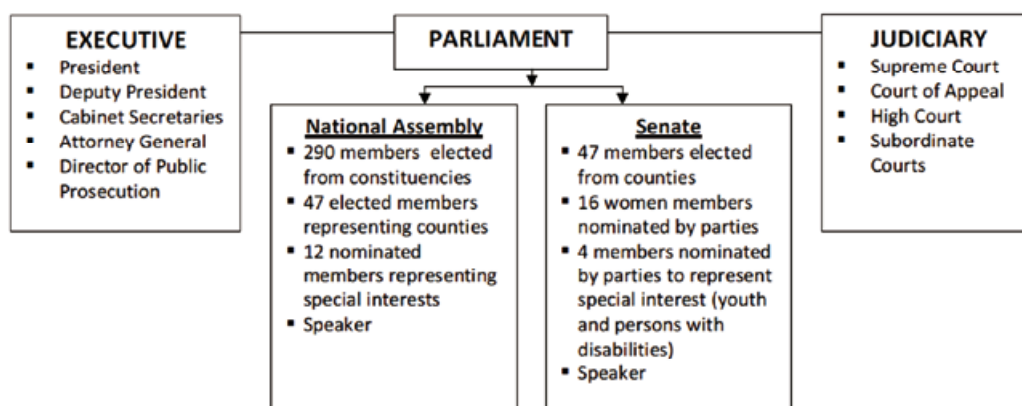 EXECUTIVE
▪ President
▪ Deputy President
▪ Cabinet Secretaries
▪ Attorney General
▪ Director of Public
Prosecution
PARLIAMENT
National Assembly
▪ 290 members elected
from constituencies
▪ 47 elected members
representing counties
▪ 12 nominated
members representing
special interests
▪ Speaker
Senate
▪ 47 members elected
from counties
▪ 16 women members
nominated by parties
▪ 4 members nominated
by parties to represent
special interest (youth
and persons with
disabilities)
▪ Speaker
JUDICIARY
▪ Supreme Court
▪ Court of Appeal
▪ High Court
▪ Subordinate
Courts